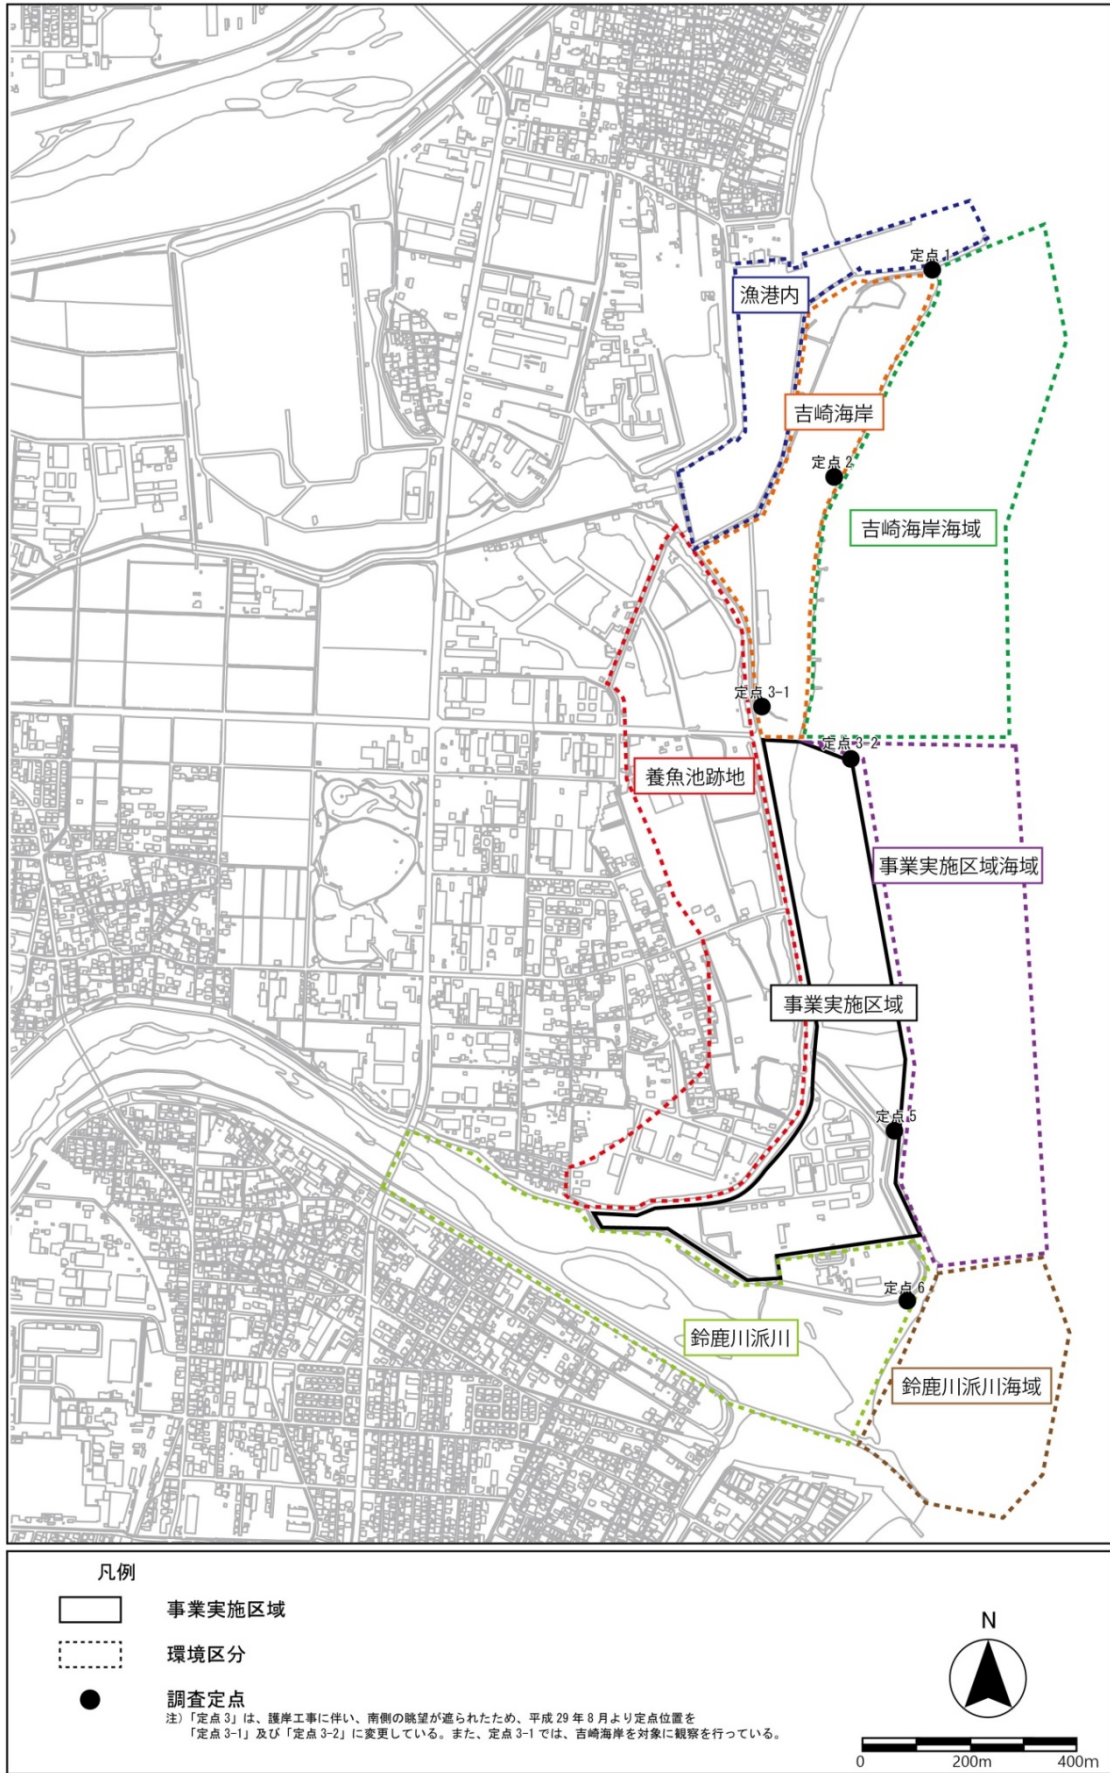 定点 1
漁港内
吉崎海岸
定点 2
吉崎海岸海域
定点 3-1
定点 3-2
養魚池跡地
事業実施区域海域
事業実施区域
定点 5
定点 6
鈴鹿川派川
鈴鹿川派川海域
凡例
事業実施区域
環境区分
調査定点
注）「定点 3」は、護岸工事に伴い、南側の眺望が遮られたため、平成 29 年 8 月より定点位置を
「定点 3-1」及び「定点 3-2」に変更している。また、定点 3-1 では、吉崎海岸を対象に観察を行っている。
N
0 200m 400m